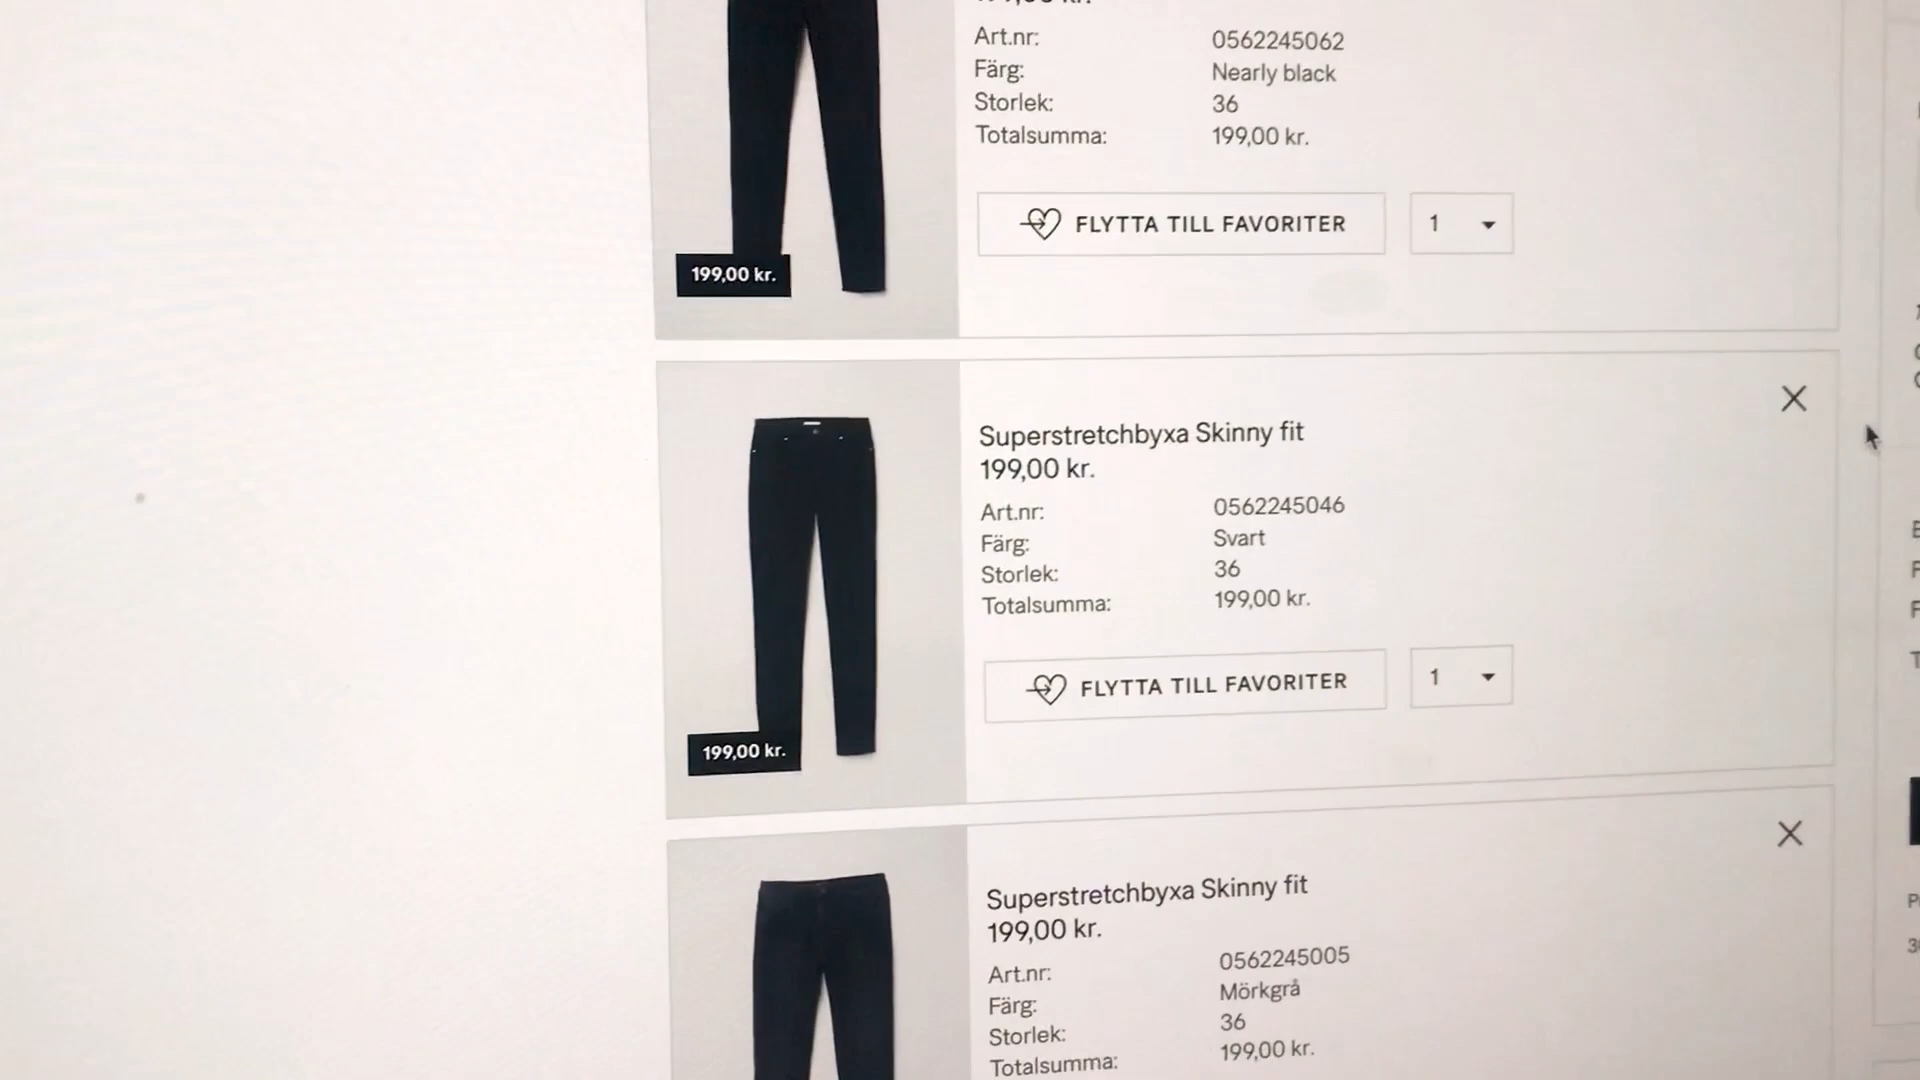 Art.nr: 0562245062
Färg: Nearly black
Storlek: 36
Totalsumma: 199,00 kr.
FLYTTA TILL FAVORITER 1
199,00 kr.
Superstretchbyxa Skinny fit
199,00 kr.
Art.nr: 0562245046
Färg: Svart
Storlek: 36
Totalsumma: 199,00 kr.
FLYTTA TILL FAVORITER 1
199,00 kr.
Superstretchbyxa Skinny fit
199,00 kr.
Art.nr: 0562245005
Färg: Mörkgrå
Storlek: 36
Totalsumma: 199,00 kr.